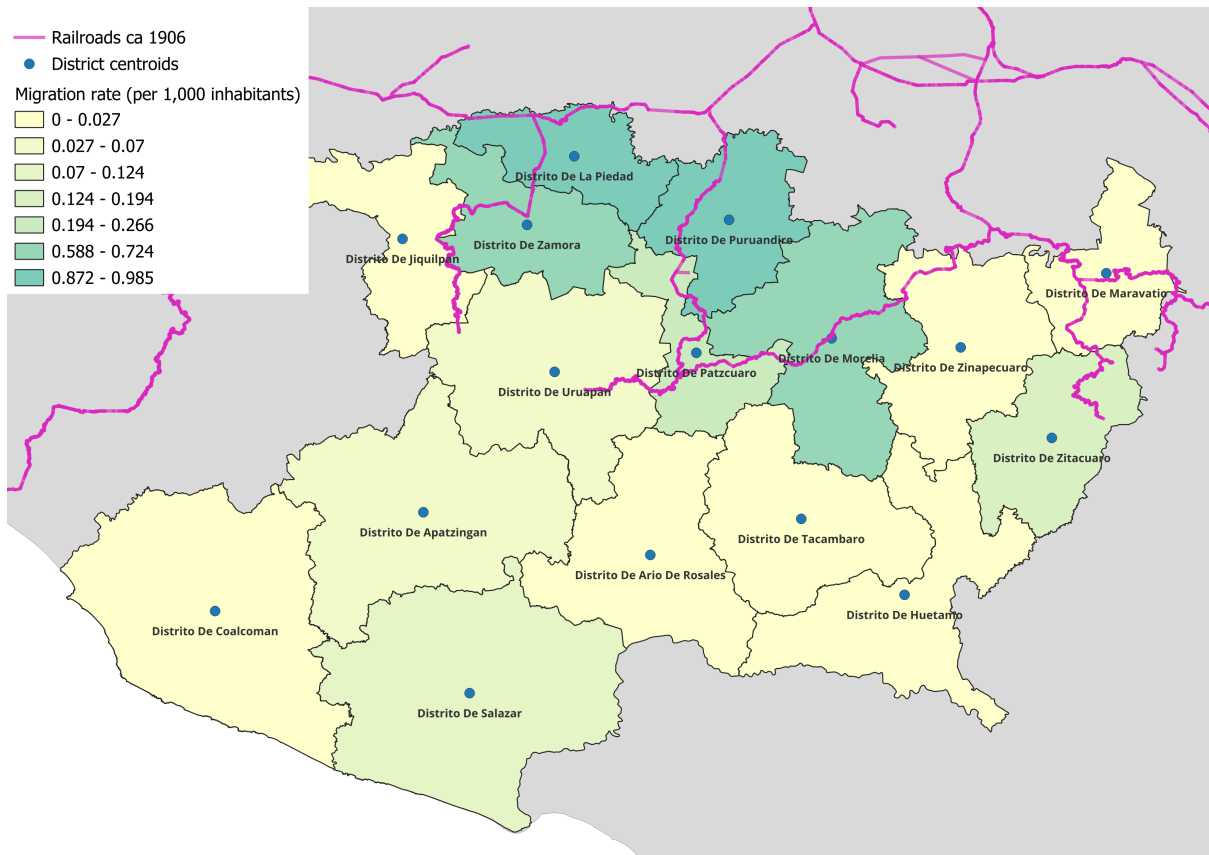 Railroads ca 1906
District centroids
Migration rate (per 1,000 inhabitants)
0 - 0.027
0.027 - 0.07
0.07 - 0.124
0.124 - 0.194
0.194 - 0.266
0.588 - 0.724
0.872 - 0.985
Distrito De La Piedad
Distrito De Puruandiro
Distrito De Zamora
Distrito De Jiquilpan
Distrito De Maravatio
Distrito De Morelia
Distrito De Zinapecuaro
Distrito De Patzcuaro
Distrito De Uruapan
Distrito De Zitacuaro
Distrito De Apatzingan
Distrito De Tacambaro
Distrito De Ario De Rosales
Distrito De Huetamo
Distrito De Coalcoman
Distrito De Salazar